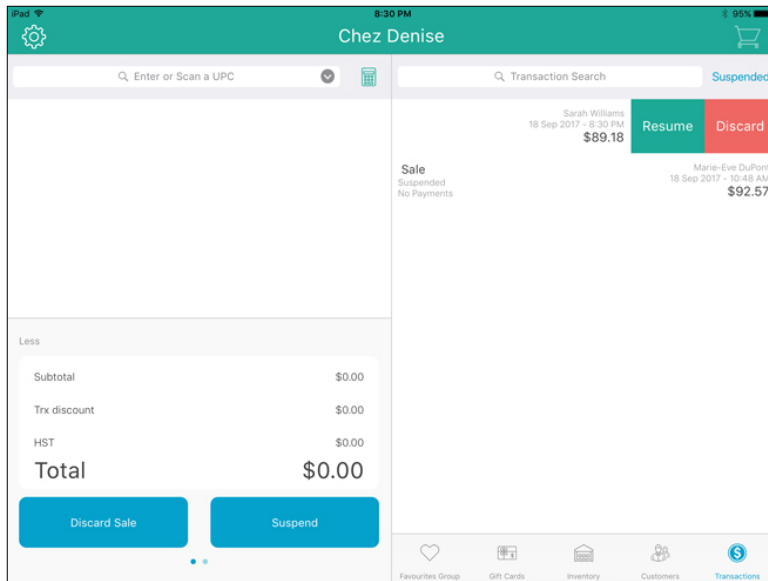 iPad 8:30 PM 95%
Chez Denise
Enter or Scan a UPC
Transaction Search Suspended
Sarah Williams
18 Sep 2017 - 8:30 PM
$89.18
Resume Discard
Sale
Suspended
No Payments
Marie-Eve DuPont
18 Sep 2017 - 10:48 AM
$92.57
Less
Subtotal $0.00
Trx discount $0.00
HST $0.00
Total $0.00
Discard Sale Suspend
Favourites Group Gift Cards Inventory Customers Transactions